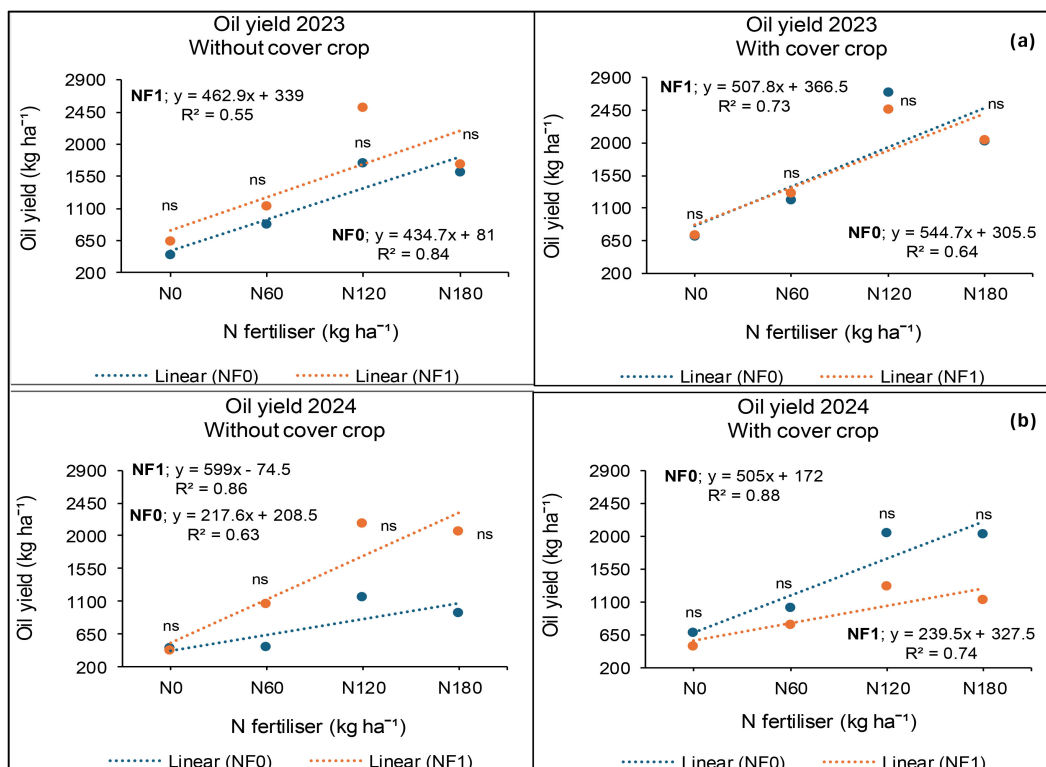 Oil yield 2023
Without cover crop
NF1; y = 462.9x + 339
R² = 0.55
ns
ns
ns
ns
NF0; y = 434.7x + 81
R² = 0.84
Oil yield (kg ha⁻¹)
2900
2450
2000
1550
1100
650
200
N0 N60 N120 N180
N fertiliser (kg ha⁻¹)
Linear (NF0) Linear (NF1)
Oil yield 2023
With cover crop
(a)
NF1; y = 507.8x + 366.5
R² = 0.73
ns
ns
ns
ns
NF0; y = 544.7x + 305.5
R² = 0.64
Oil yield (kg ha⁻¹)
2900
2450
2000
1550
1100
650
200
N0 N60 N120 N180
N fertiliser (kg ha⁻¹)
Linear (NF0) Linear (NF1)
Oil yield 2024
Without cover crop
NF1; y = 599x - 74.5
R² = 0.86
NF0; y = 217.6x + 208.5
R² = 0.63
ns
ns
ns
ns
Oil yield (kg ha⁻¹)
2900
2450
2000
1550
1100
650
200
N0 N60 N120 N180
N fertiliser (kg ha⁻¹)
Linear (NF0) Linear (NF1)
Oil yield 2024
With cover crop
(b)
NF0; y = 505x + 172
R² = 0.88
ns
ns
ns
ns
NF1; y = 239.5x + 327.5
R² = 0.74
Oil yield (kg ha⁻¹)
2900
2450
2000
1550
1100
650
200
N0 N60 N120 N180
N fertiliser (kg ha⁻¹)
Linear (NF0) Linear (NF1)